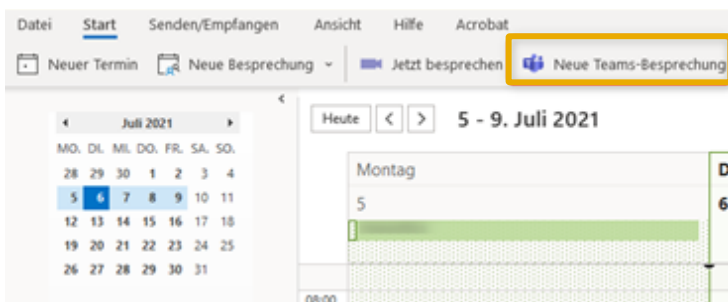 Datei Start Senden/Empfangen Ansicht Hilfe Acrobat
Neuer Termin Neue Besprechung Jetzt besprechen Neue Teams-Besprechung
Juli 2021
MO. DI. MI. DO. FR. SA. SO.
28 29 30 1 2 3 4
5 6 7 8 9 10 11
12 13 14 15 16 17 18
19 20 21 22 23 24 25
26 27 28 29 30 31
Heute 5 - 9. Juli 2021
Montag D
5 6
08:00